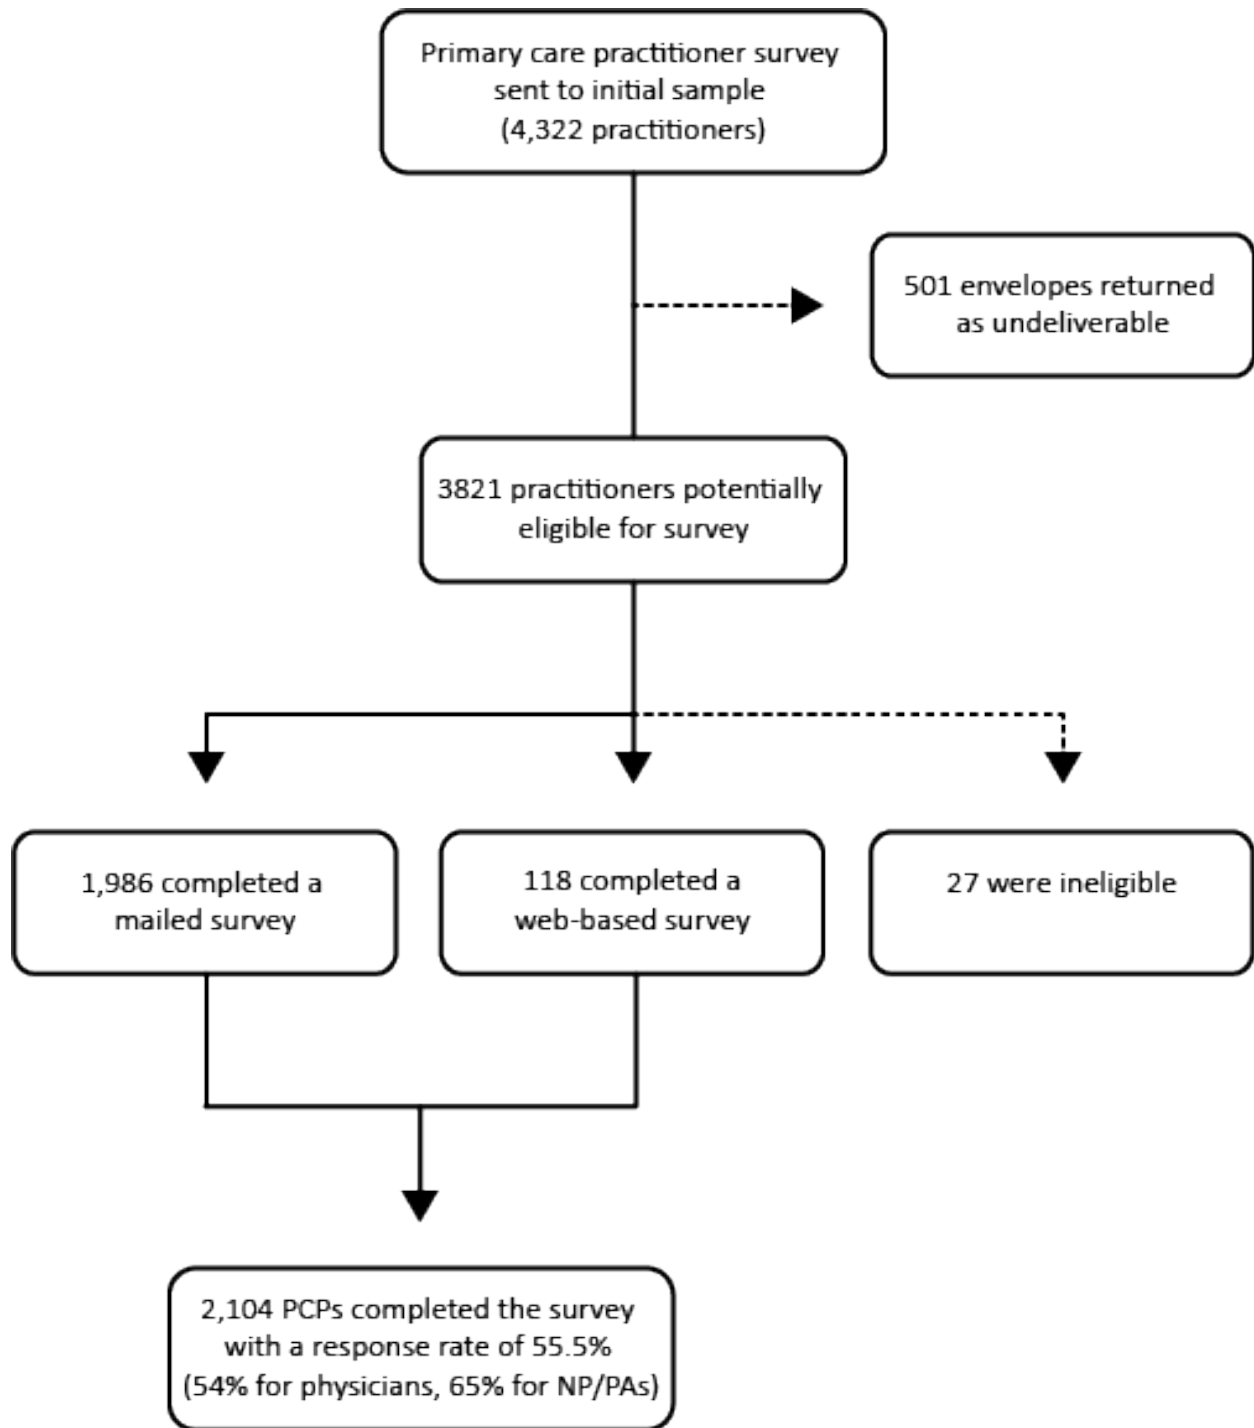 Primary care practitioner survey
sent to initial sample
(4,322 practitioners)
501 envelopes returned
as undeliverable
3821 practitioners potentially
eligible for survey
1,986 completed a
mailed survey
118 completed a
web-based survey
27 were ineligible
2,104 PCPs completed the survey
with a response rate of 55.5%
(54% for physicians, 65% for NP/PAs)